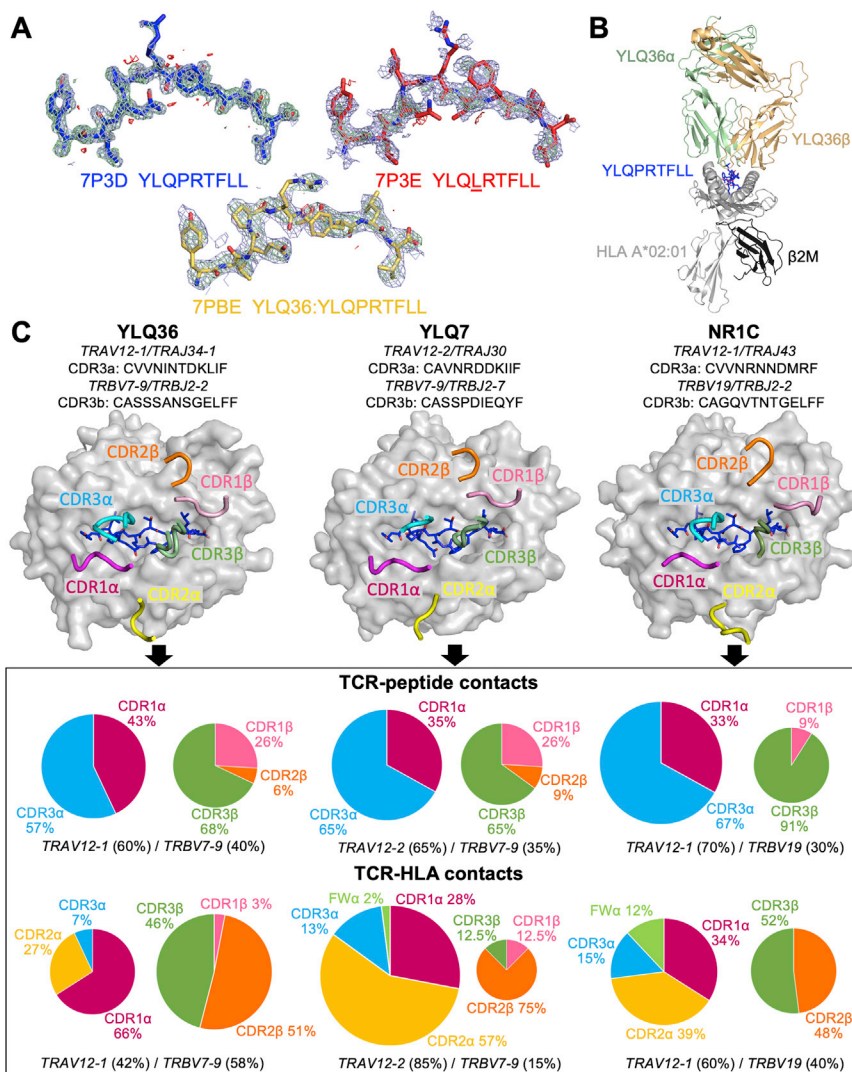 A
7P3D YLQPRTFLL
7P3E YLQLRTFLL
7PBE YLQ36:YLQPRTFLL
B
YLQ36α
YLQ36β
YLQPRTFLL
HLA A*02:01
β2M
C
YLQ36
TRAV12-1/TRAJ34-1
CDR3a: CVVNINTDKLIF
TRBV7-9/TRBJ2-2
CDR3b: CASSSANSGELFF
CDR2β
CDR1β
CDR3α
CDR3β
CDR1α
CDR2α
YLQ7
TRAV12-2/TRAJ30
CDR3a: CAVNRDDKIIF
TRBV7-9/TRBJ2-7
CDR3b: CASSPDIEQYF
CDR2β
CDR1β
CDR3α
CDR3β
CDR1α
CDR2α
NR1C
TRAV12-1/TRAJ43
CDR3a: CVVNRNNDMRF
TRBV19/TRBJ2-2
CDR3b: CAGQVTNTGELFF
CDR2β
CDR1β
CDR3α
CDR3β
CDR1α
CDR2α
TCR-peptide contacts
CDR1α
43%
CDR3α
57%
CDR1β
26%
CDR2β
6%
CDR3β
68%
TRAV12-1 (60%) / TRBV7-9 (40%)
CDR1α
35%
CDR3α
65%
CDR1β
26%
CDR2β
9%
CDR3β
65%
TRAV12-2 (65%) / TRBV7-9 (35%)
CDR1α
33%
CDR3α
67%
CDR1β
9%
CDR3β
91%
TRAV12-1 (70%) / TRBV19 (30%)
TCR-HLA contacts
CDR3α
7%
CDR2α
27%
CDR1α
66%
CDR3β
46%
CDR1β 3%
CDR2β 51%
TRAV12-1 (42%) / TRBV7-9 (58%)
FWα 2%
CDR1α 28%
CDR3α
13%
CDR2α 57%
CDR3β
12.5%
CDR1β
12.5%
CDR2β 75%
TRAV12-2 (85%) / TRBV7-9 (15%)
FWα 12%
CDR1α
34%
CDR3α
15%
CDR2α 39%
CDR3β
52%
CDR2β
48%
TRAV12-1 (60%) / TRBV19 (40%)